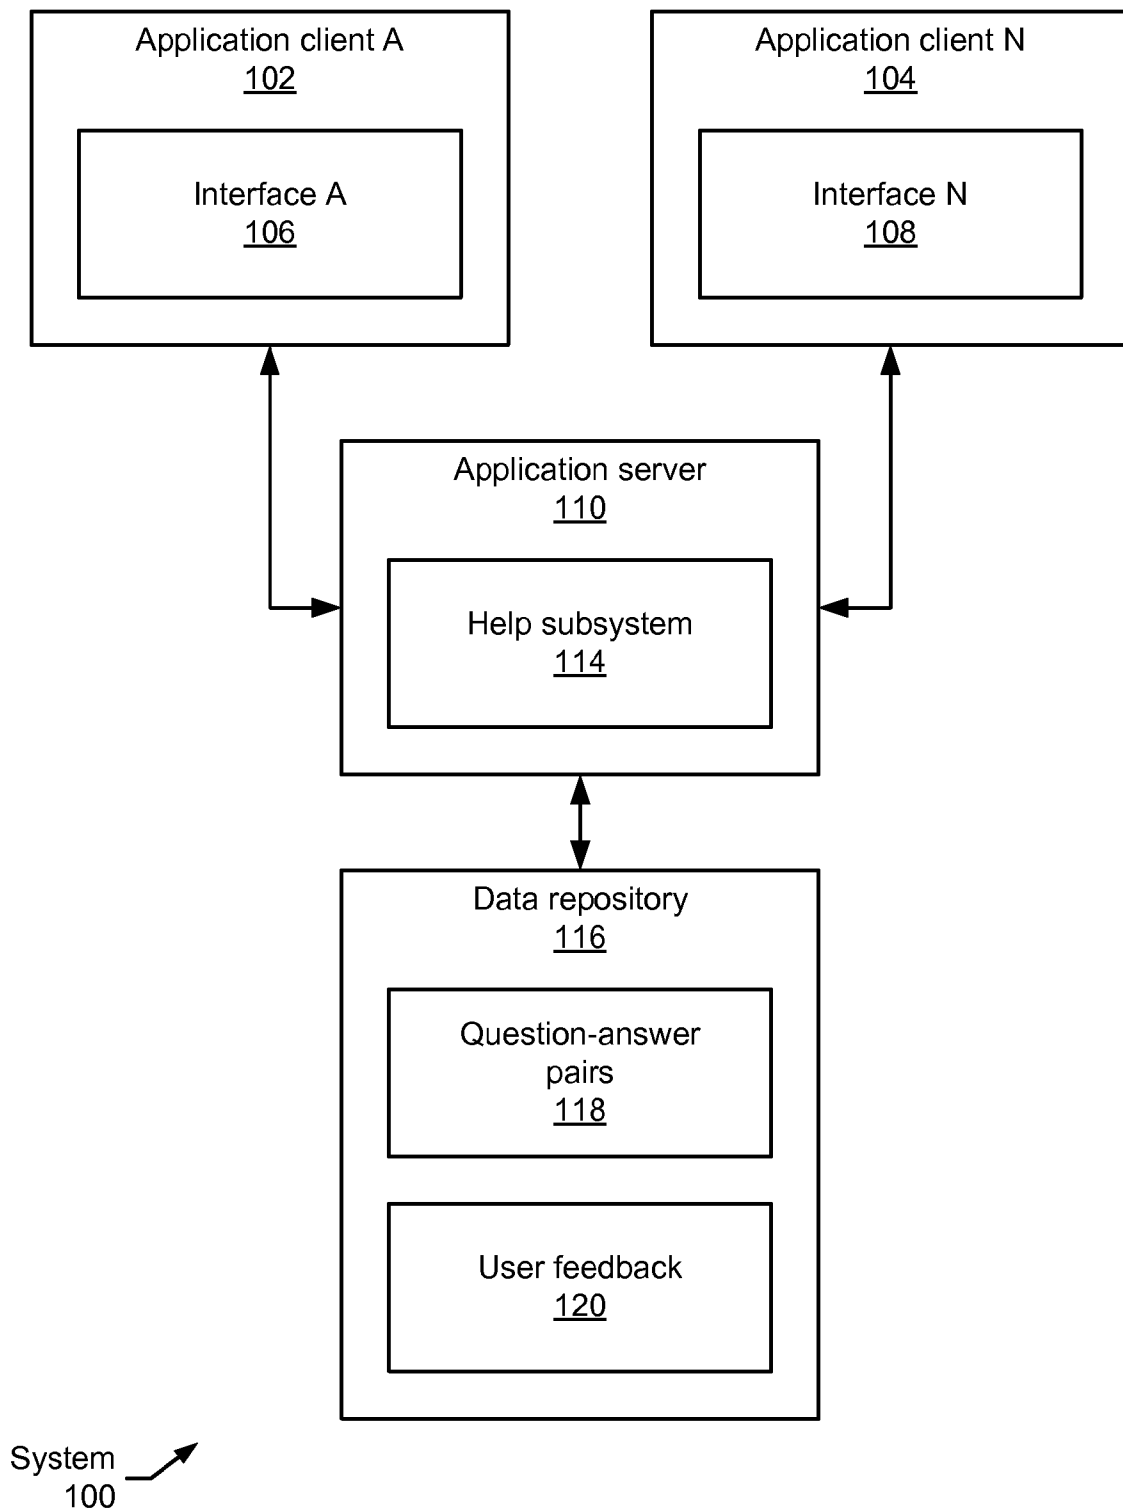 Application client A
102
Interface A
106
Application client N
104
Interface N
108
Application server
110
Help subsystem
114
Data repository
116
Question-answer
pairs
118
User feedback
120
System
100